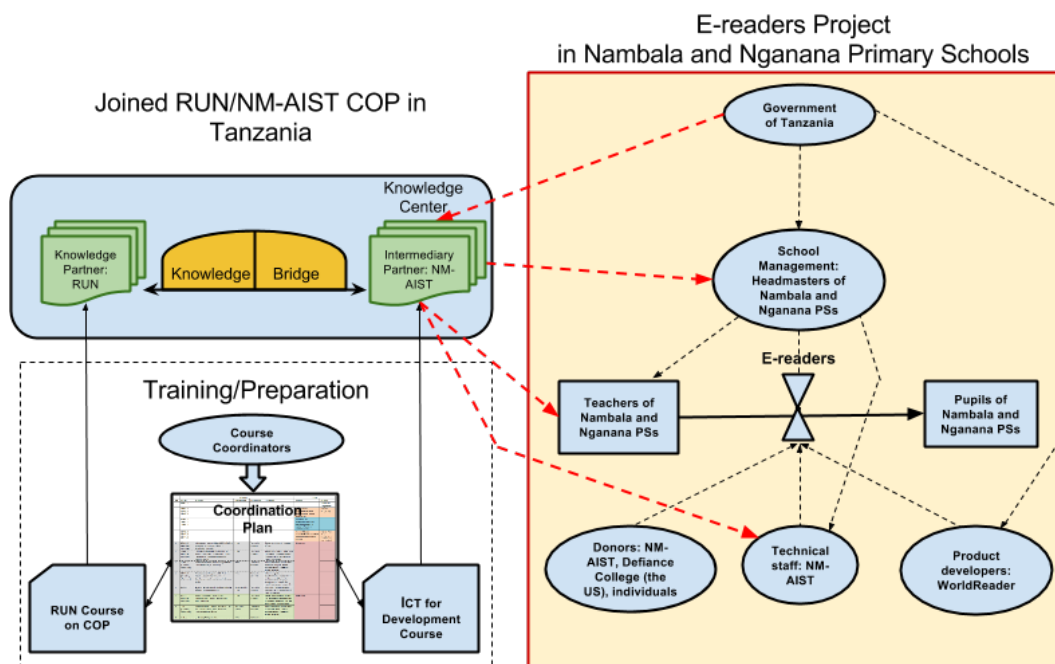 E-readers Project
in Nambala and Nganana Primary Schools
Joined RUN/NM-AIST COP in
Tanzania
Government
of Tanzania
Knowledge
Center
Knowledge
Partner:
RUN
Knowledge
Bridge
Intermediary
Partner: NM-
AIST
School
Management:
Headmasters of
Nambala and
Nganana PSs
E-readers
Teachers of
Nambala and
Nganana PSs
Pupils of
Nambala and
Nganana PSs
Training/Preparation
Course
Coordinators
Coordination
Plan
RUN Course
on COP
ICT for
Development
Course
Donors: NM-
AIST, Defiance
College (the
US), individuals
Technical
staff: NM-
AIST
Product
developers:
WorldReader